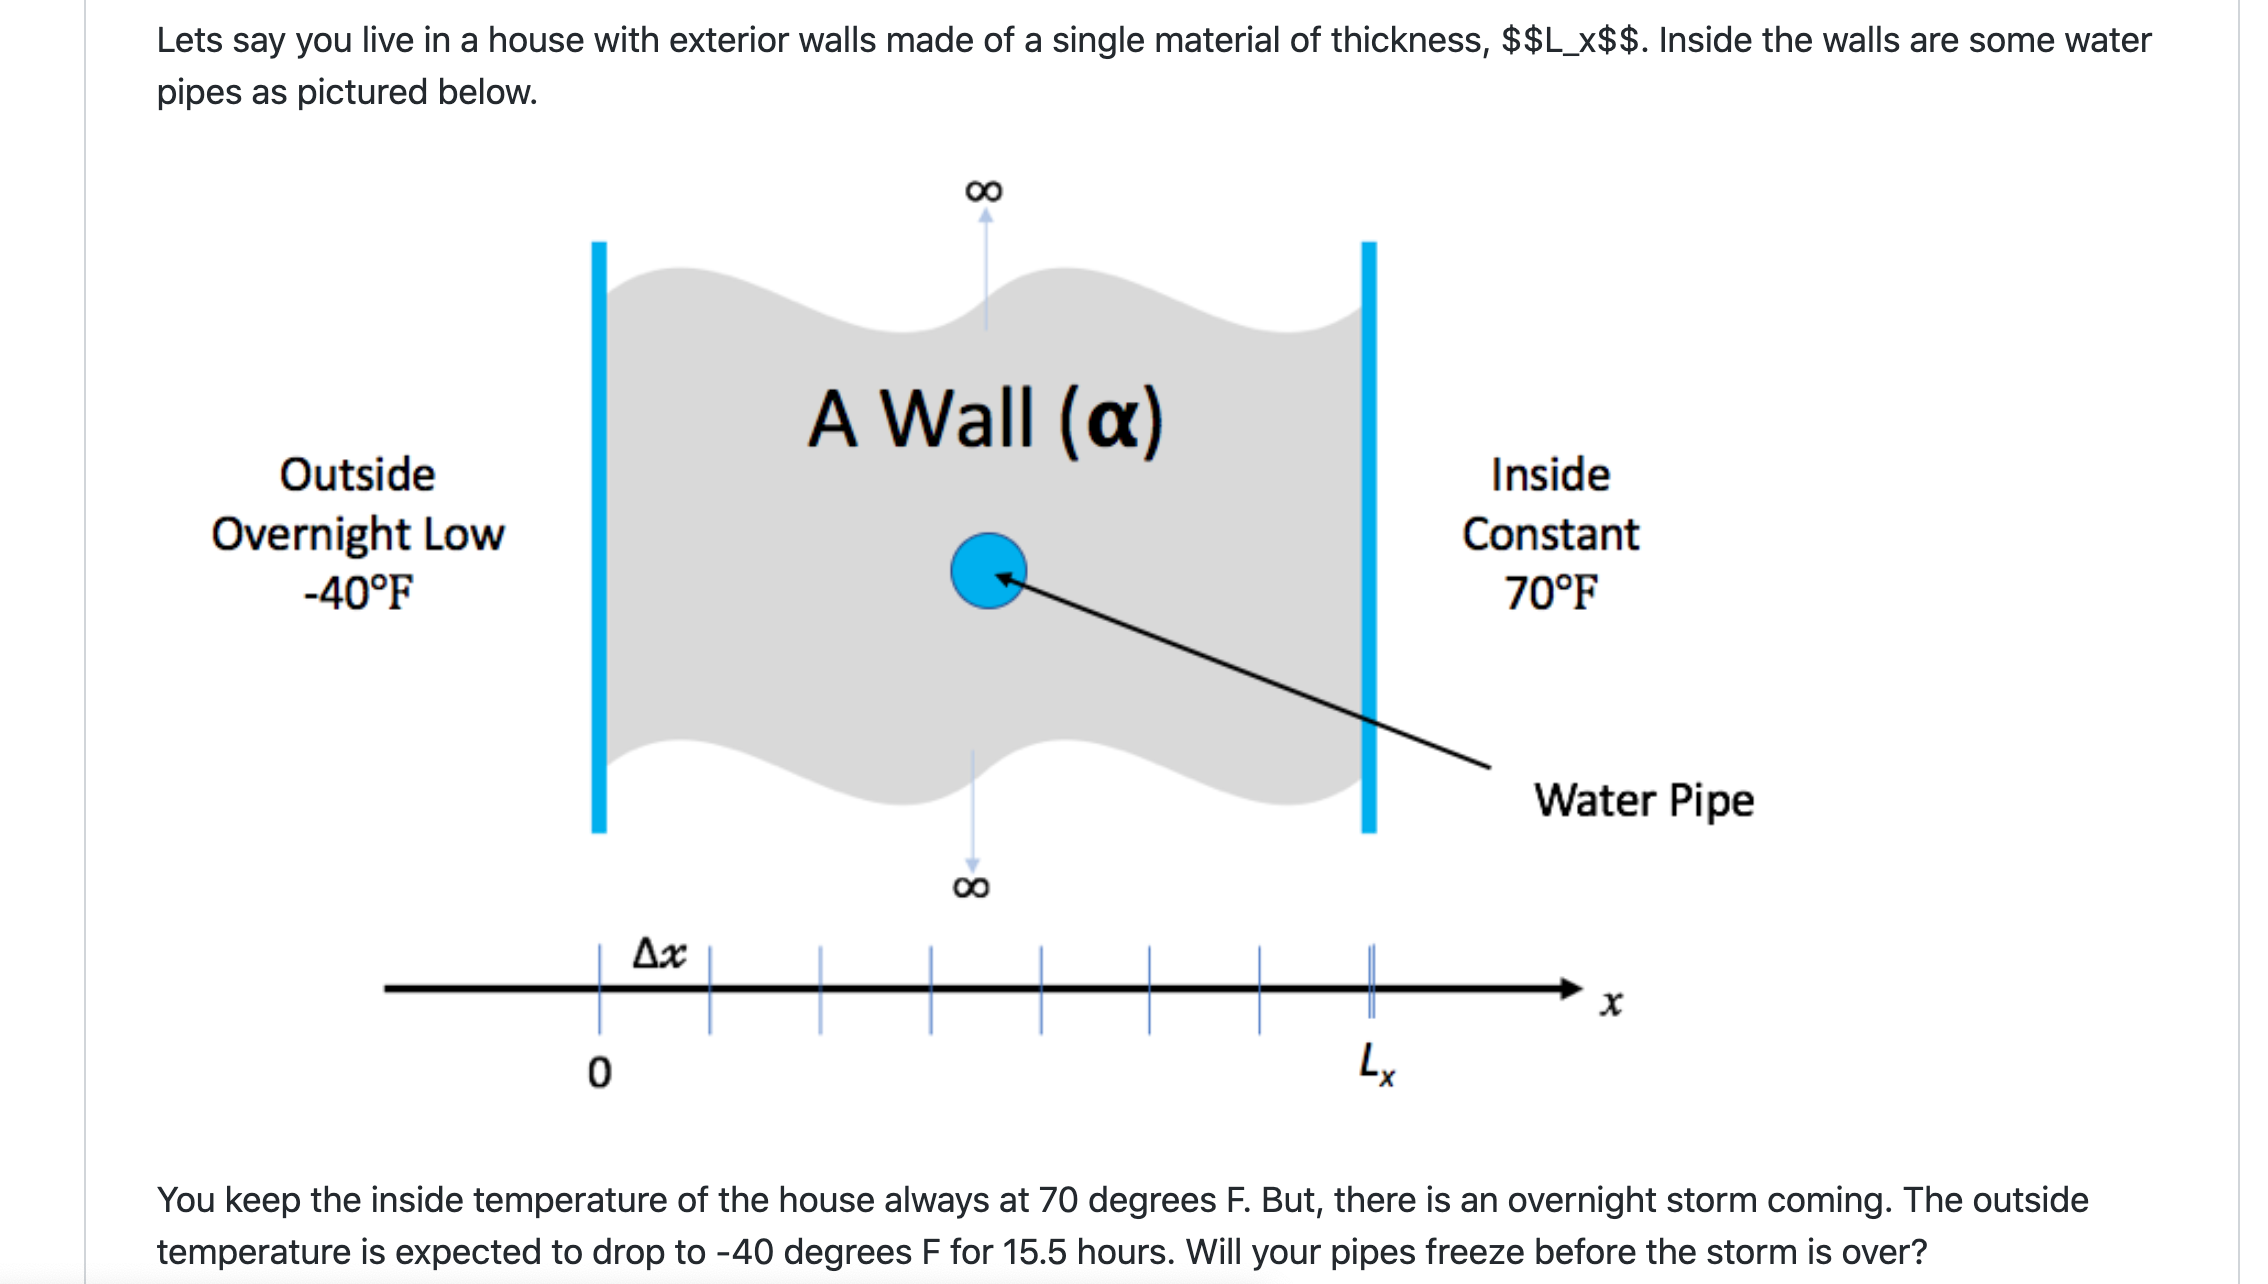 Lets say you live in a house with exterior walls made of a single material of thickness, $$L_x$$. Inside the walls are some water
pipes as pictured below.
∞
A Wall (α)
Outside
Overnight Low
-40°F
Inside
Constant
70°F
Water Pipe
∞
Δx
x
0
Lx
You keep the inside temperature of the house always at 70 degrees F. But, there is an overnight storm coming. The outside
temperature is expected to drop to -40 degrees F for 15.5 hours. Will your pipes freeze before the storm is over?